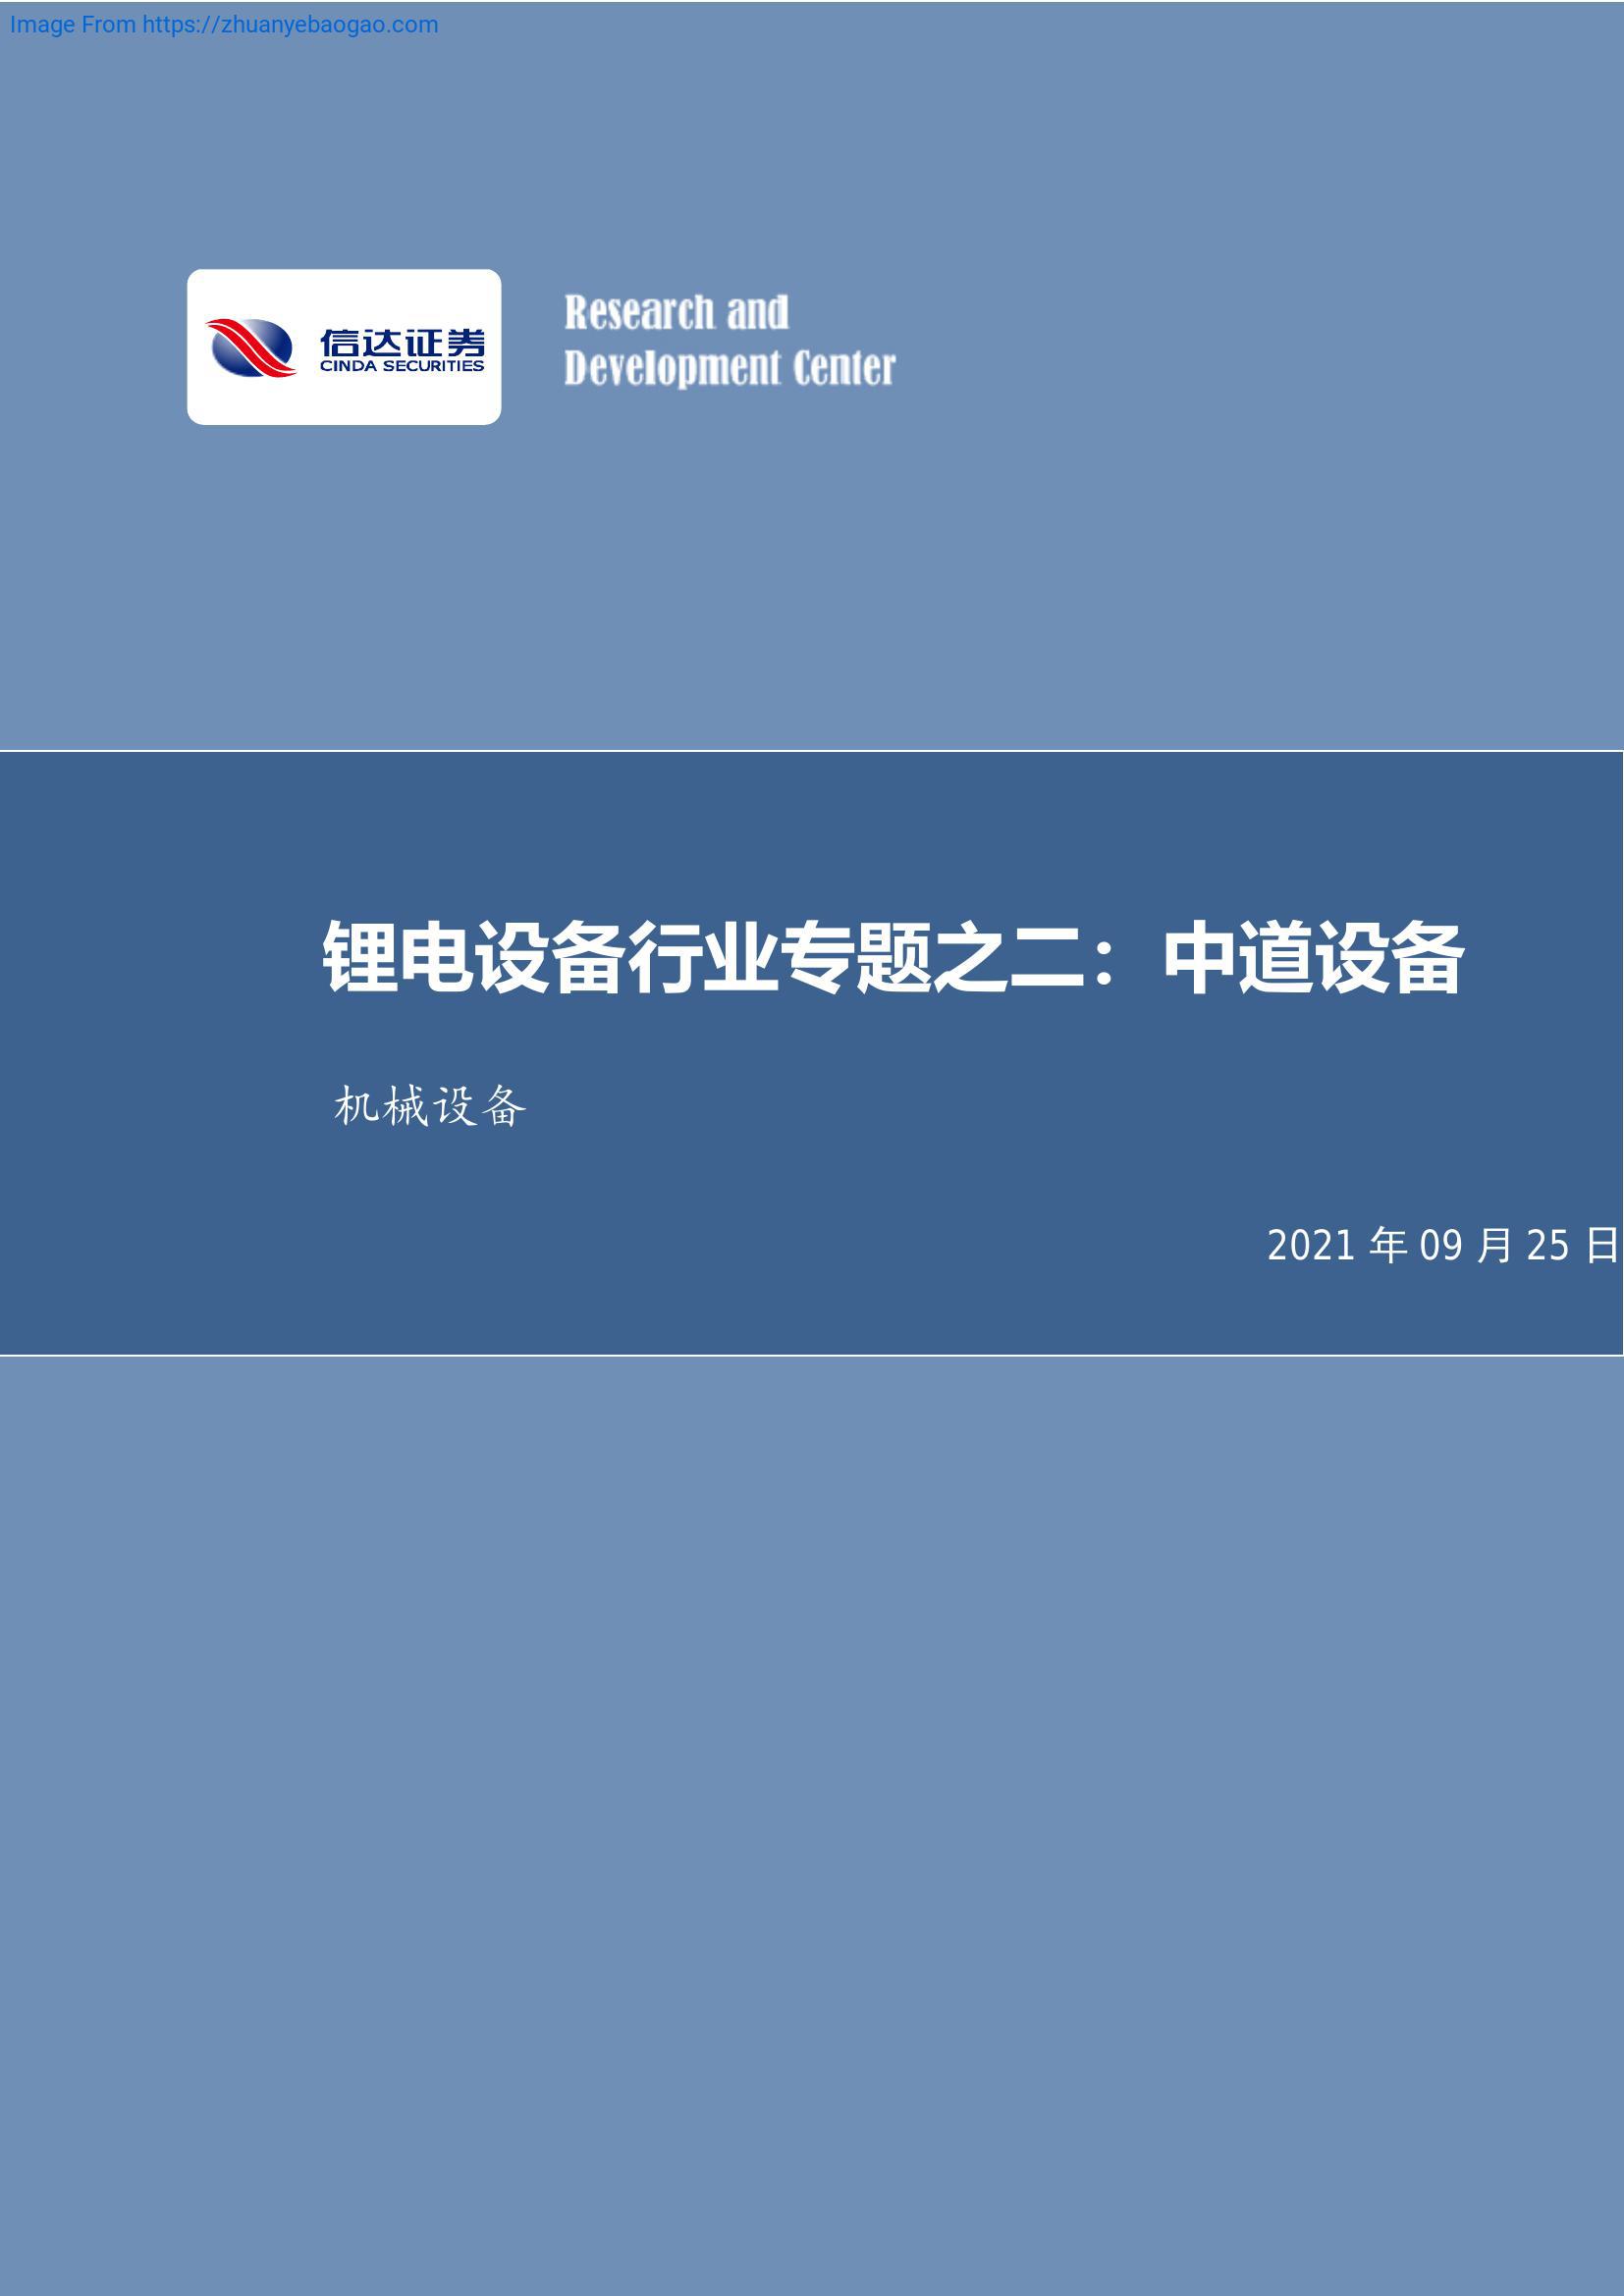 Image From https://zhuanyebaogao.com
信达证券
CINDA SECURITIES
Research and
Development Center
锂电设备行业专题之二：中道设备
机械设备
2021 年 09 月 25 日